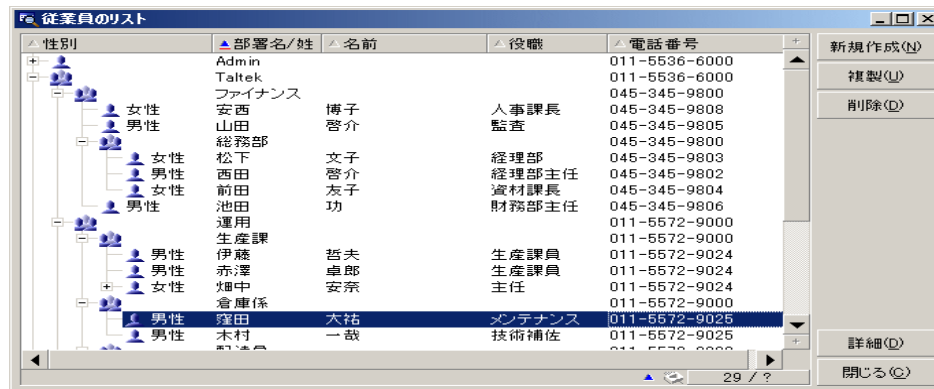 従業員のリスト
性別 部署名/姓 名前 役職 電話番号
新規作成(N)
複製(U)
削除(D)
Admin 011-5536-6000
Taltek 011-5536-6000
ファイナンス 045-345-9800
女性 安西 博子 人事課長 045-345-9808
男性 山田 啓介 監査 045-345-9805
総務部 045-345-9800
女性 松下 文子 経理部 045-345-9803
男性 西田 啓介 経理部主任 045-345-9802
女性 前田 友子 資材課長 045-345-9804
男性 池田 功 財務部主任 045-345-9806
運用 011-5572-9000
生産課 011-5572-9000
男性 伊藤 哲夫 生産課員 011-5572-9024
男性 赤澤 卓郎 生産課員 011-5572-9024
女性 畑中 安奈 主任 011-5572-9024
倉庫係 011-5572-9000
男性 窪田 大祐 メンテナンス 011-5572-9025
男性 木村 一哉 技術補佐 011-5572-9025
詳細(D)
閉じる(C)
29 / ?